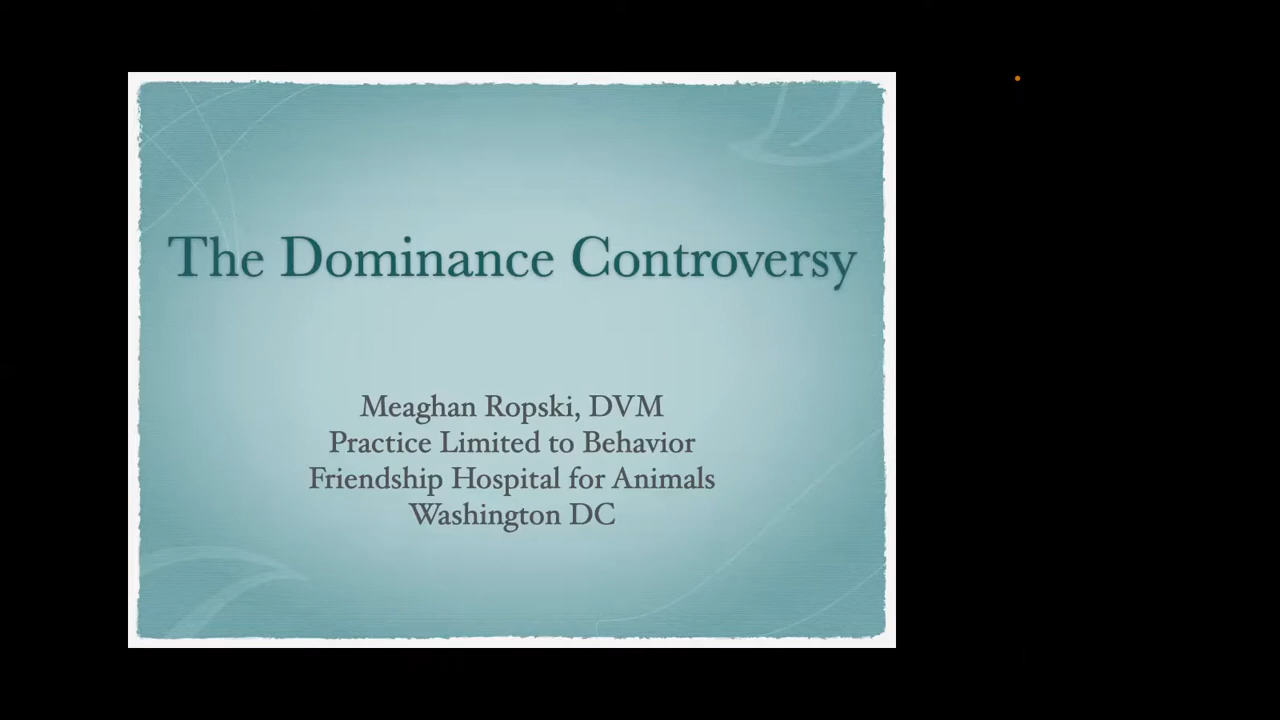 The Dominance Controversy
Meaghan Ropski, DVM
Practice Limited to Behavior
Friendship Hospital for Animals
Washington DC